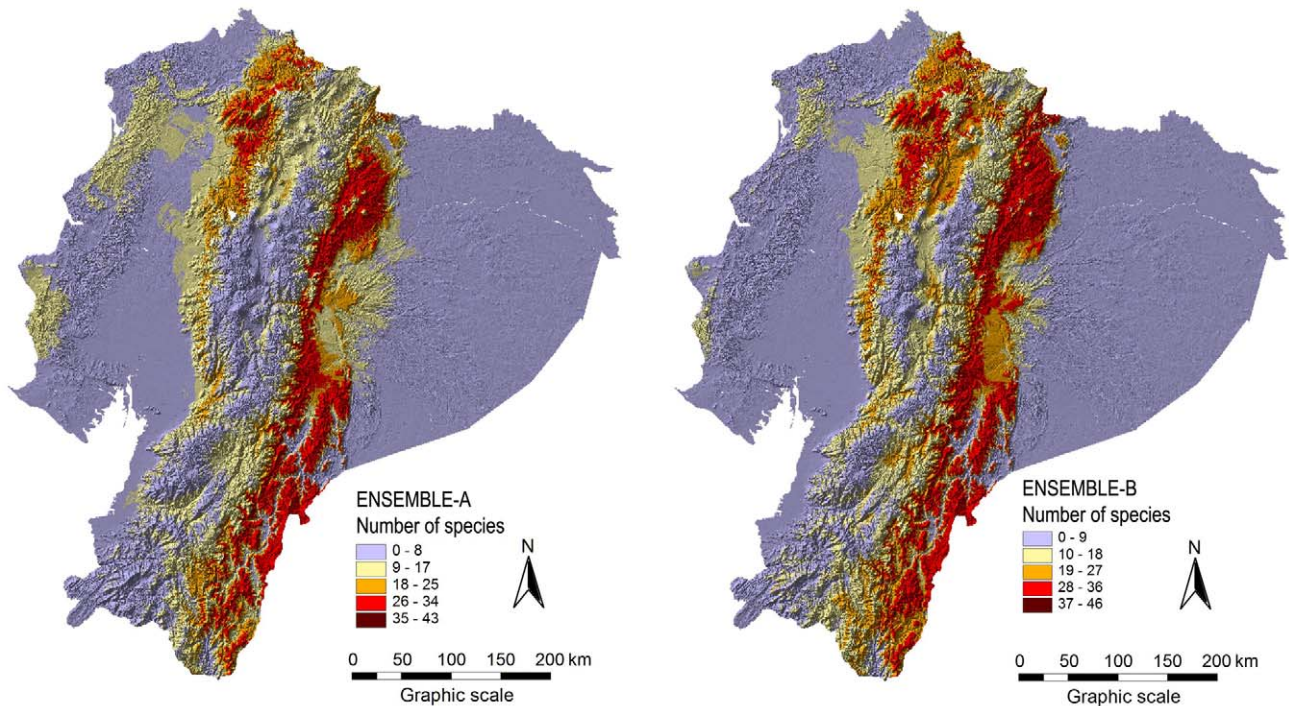 ENSEMBLE-A
Number of species
0 - 8
9 - 17
18 - 25
26 - 34
35 - 43
N
0 50 100 150 200 km
Graphic scale
ENSEMBLE-B
Number of species
0 - 9
10 - 18
19 - 27
28 - 36
37 - 46
N
0 50 100 150 200 km
Graphic scale